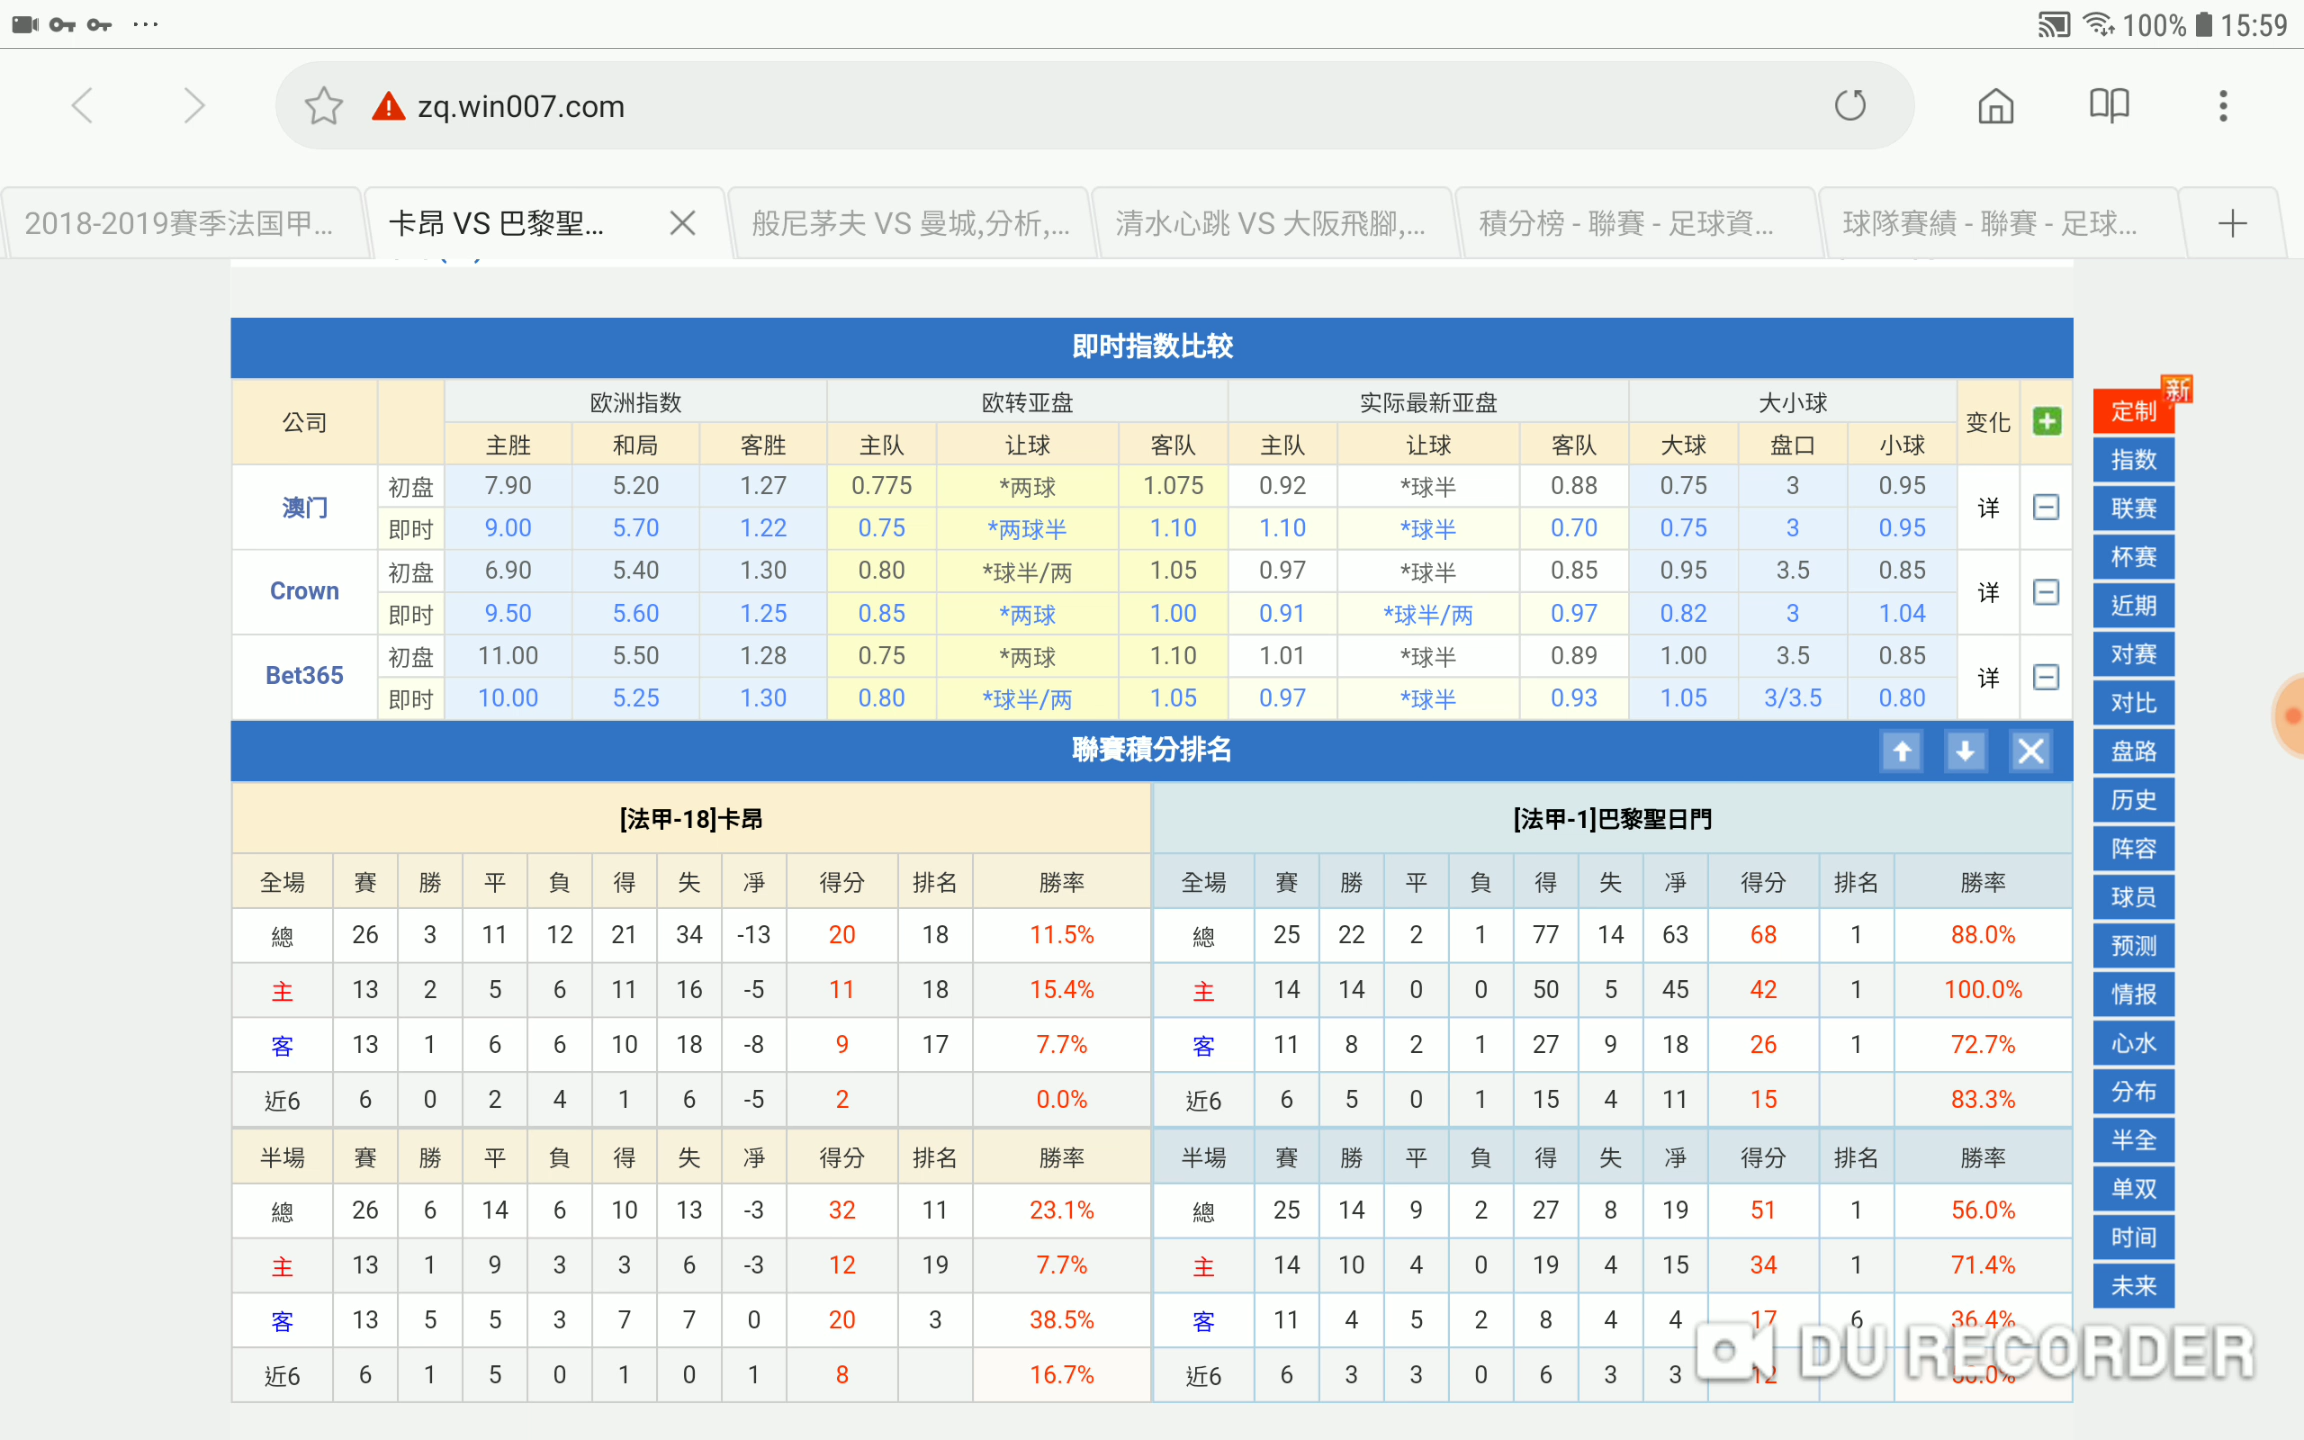 100% 15:59
zq.win007.com
2018-2019賽季法国甲...
卡昂 VS 巴黎聖...
般尼茅夫 VS 曼城,分析,...
清水心跳 VS 大阪飛腳,...
積分榜 - 聯賽 - 足球資...
球隊賽績 - 聯賽 - 足球...
即时指数比较
公司 欧洲指数 欧转亚盘 实际最新亚盘 大小球 变化
主胜 和局 客胜 主队 让球 客队 主队 让球 客队 大球 盘口 小球
澳门 初盘 7.90 5.20 1.27 0.775 *两球 1.075 0.92 *球半 0.88 0.75 3 0.95 详
即时 9.00 5.70 1.22 0.75 *两球半 1.10 1.10 *球半 0.70 0.75 3 0.95
Crown 初盘 6.90 5.40 1.30 0.80 *球半/两 1.05 0.97 *球半 0.85 0.95 3.5 0.85 详
即时 9.50 5.60 1.25 0.85 *两球 1.00 0.91 *球半/两 0.97 0.82 3 1.04
Bet365 初盘 11.00 5.50 1.28 0.75 *两球 1.10 1.01 *球半 0.89 1.00 3.5 0.85 详
即时 10.00 5.25 1.30 0.80 *球半/两 1.05 0.97 *球半 0.93 1.05 3/3.5 0.80
聯賽積分排名
[法甲-18]卡昂
全場 賽 勝 平 負 得 失 凈 得分 排名 勝率
總 26 3 11 12 21 34 -13 20 18 11.5%
主 13 2 5 6 11 16 -5 11 18 15.4%
客 13 1 6 6 10 18 -8 9 17 7.7%
近6 6 0 2 4 1 6 -5 2 0.0%
半場 賽 勝 平 負 得 失 凈 得分 排名 勝率
總 26 6 14 6 10 13 -3 32 11 23.1%
主 13 1 9 3 3 6 -3 12 19 7.7%
客 13 5 5 3 7 7 0 20 3 38.5%
近6 6 1 5 0 1 0 1 8 16.7%
[法甲-1]巴黎聖日門
全場 賽 勝 平 負 得 失 凈 得分 排名 勝率
總 25 22 2 1 77 14 63 68 1 88.0%
主 14 14 0 0 50 5 45 42 1 100.0%
客 11 8 2 1 27 9 18 26 1 72.7%
近6 6 5 0 1 15 4 11 15 83.3%
半場 賽 勝 平 負 得 失 凈 得分 排名 勝率
總 25 14 9 2 27 8 19 51 1 56.0%
主 14 10 4 0 19 4 15 34 1 71.4%
客 11 4 5 2 8 4 4 17 6 36.4%
近6 6 3 3 0 6 3 3 12
新
定制
指数
联赛
杯赛
近期
对赛
对比
盘路
历史
阵容
球员
预测
情报
心水
分布
半全
单双
时间
未来
DU RECORDER